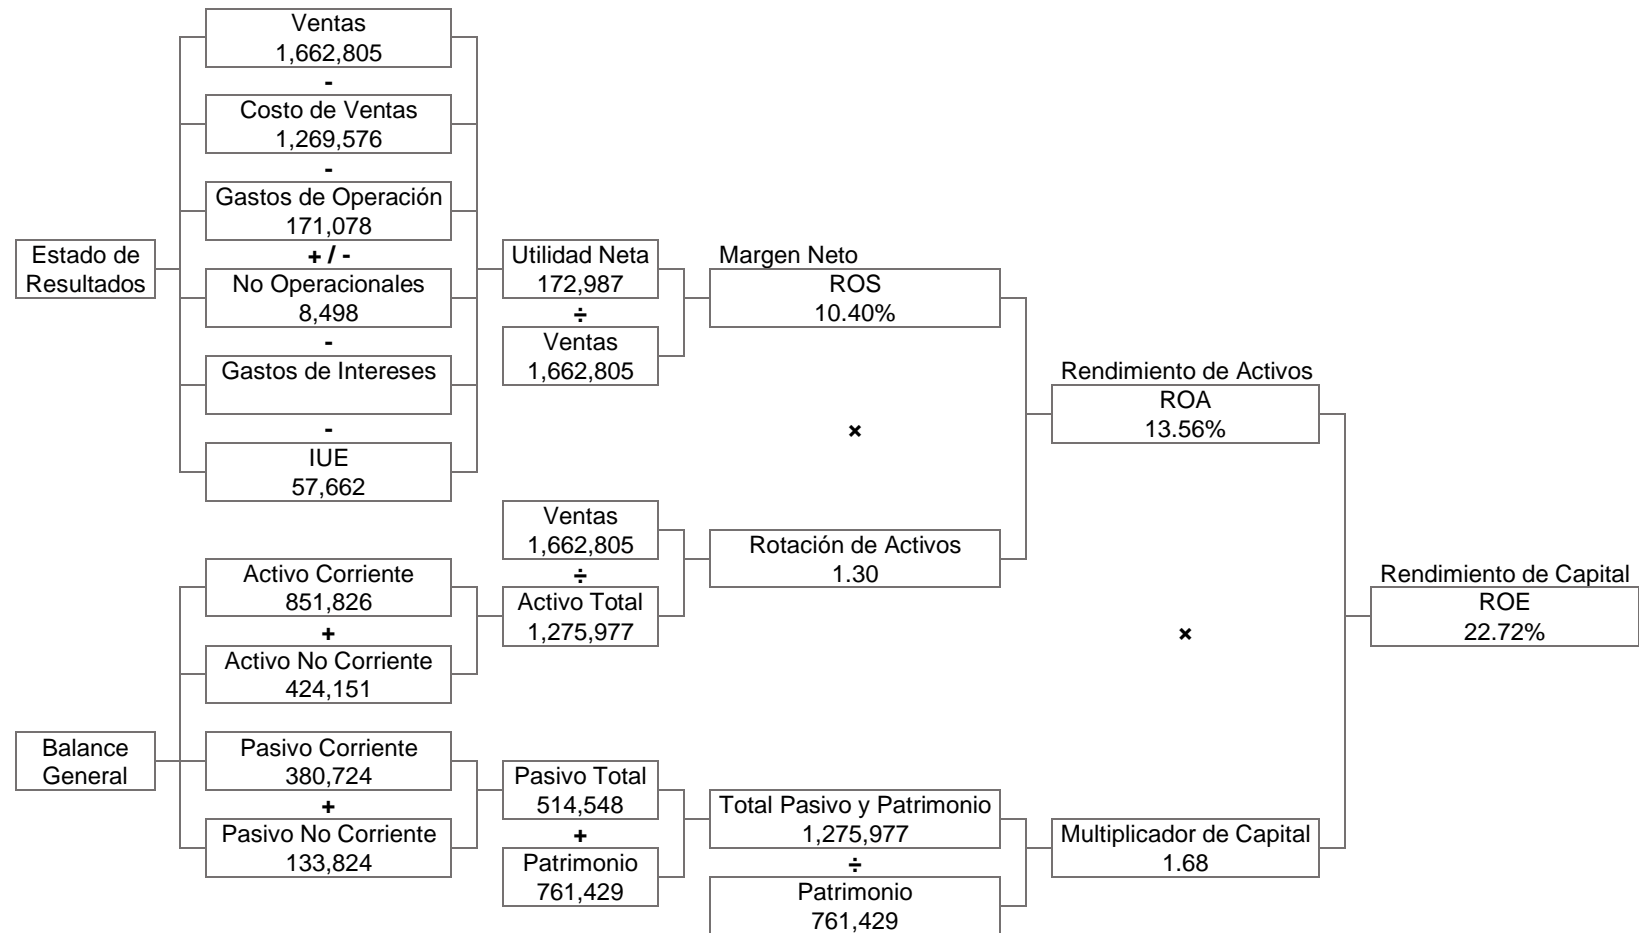 Ventas
1,662,805
-
Costo de Ventas
1,269,576
-
Gastos de Operación
171,078
+ / -
No Operacionales
8,498
-
Gastos de Intereses
-
IUE
57,662
Estado de
Resultados
Utilidad Neta
172,987
÷
Ventas
1,662,805
Margen Neto
ROS
10.40%
×
Rendimiento de Activos
ROA
13.56%
Ventas
1,662,805
÷
Activo Total
1,275,977
Rotación de Activos
1.30
Activo Corriente
851,826
+
Activo No Corriente
424,151
Balance
General
Pasivo Corriente
380,724
+
Pasivo No Corriente
133,824
Pasivo Total
514,548
+
Patrimonio
761,429
Total Pasivo y Patrimonio
1,275,977
÷
Patrimonio
761,429
Multiplicador de Capital
1.68
×
Rendimiento de Capital
ROE
22.72%